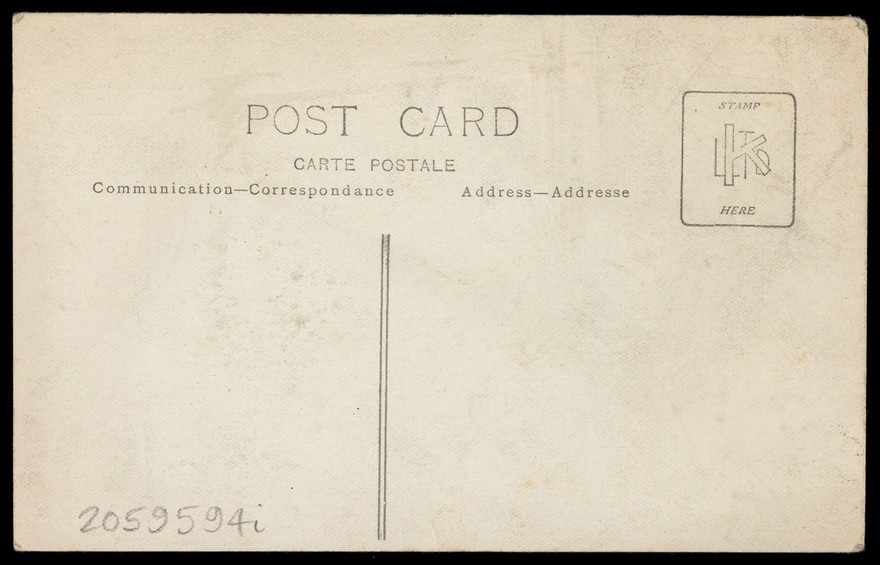 POST CARD
CARTE POSTALE
Communication—Correspondance
Address—Addresse
STAMP
HERE
2059594i